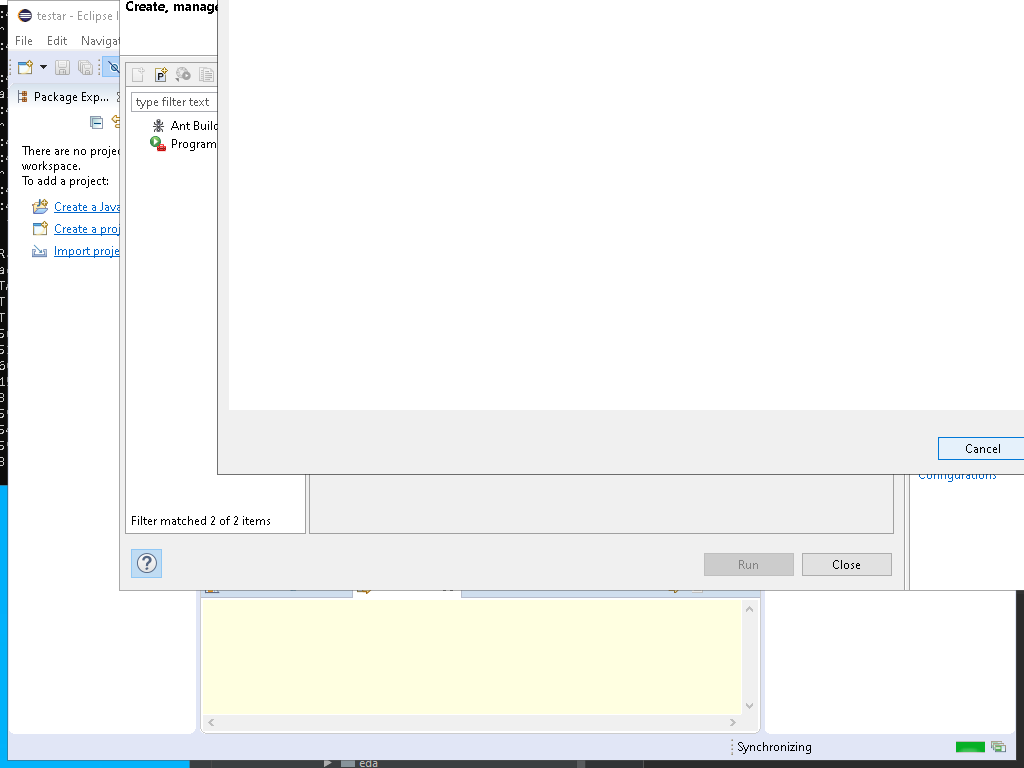 testar - Eclipse I
Create, manag
File Edit Navigat
Package Exp...
type filter text
Ant Build
Program
There are no projec
workspace.
To add a project:
Create a Java
Create a proj
Import proje
Cancel
Configurations
Filter matched 2 of 2 items
Run
Close
Synchronizing
eda